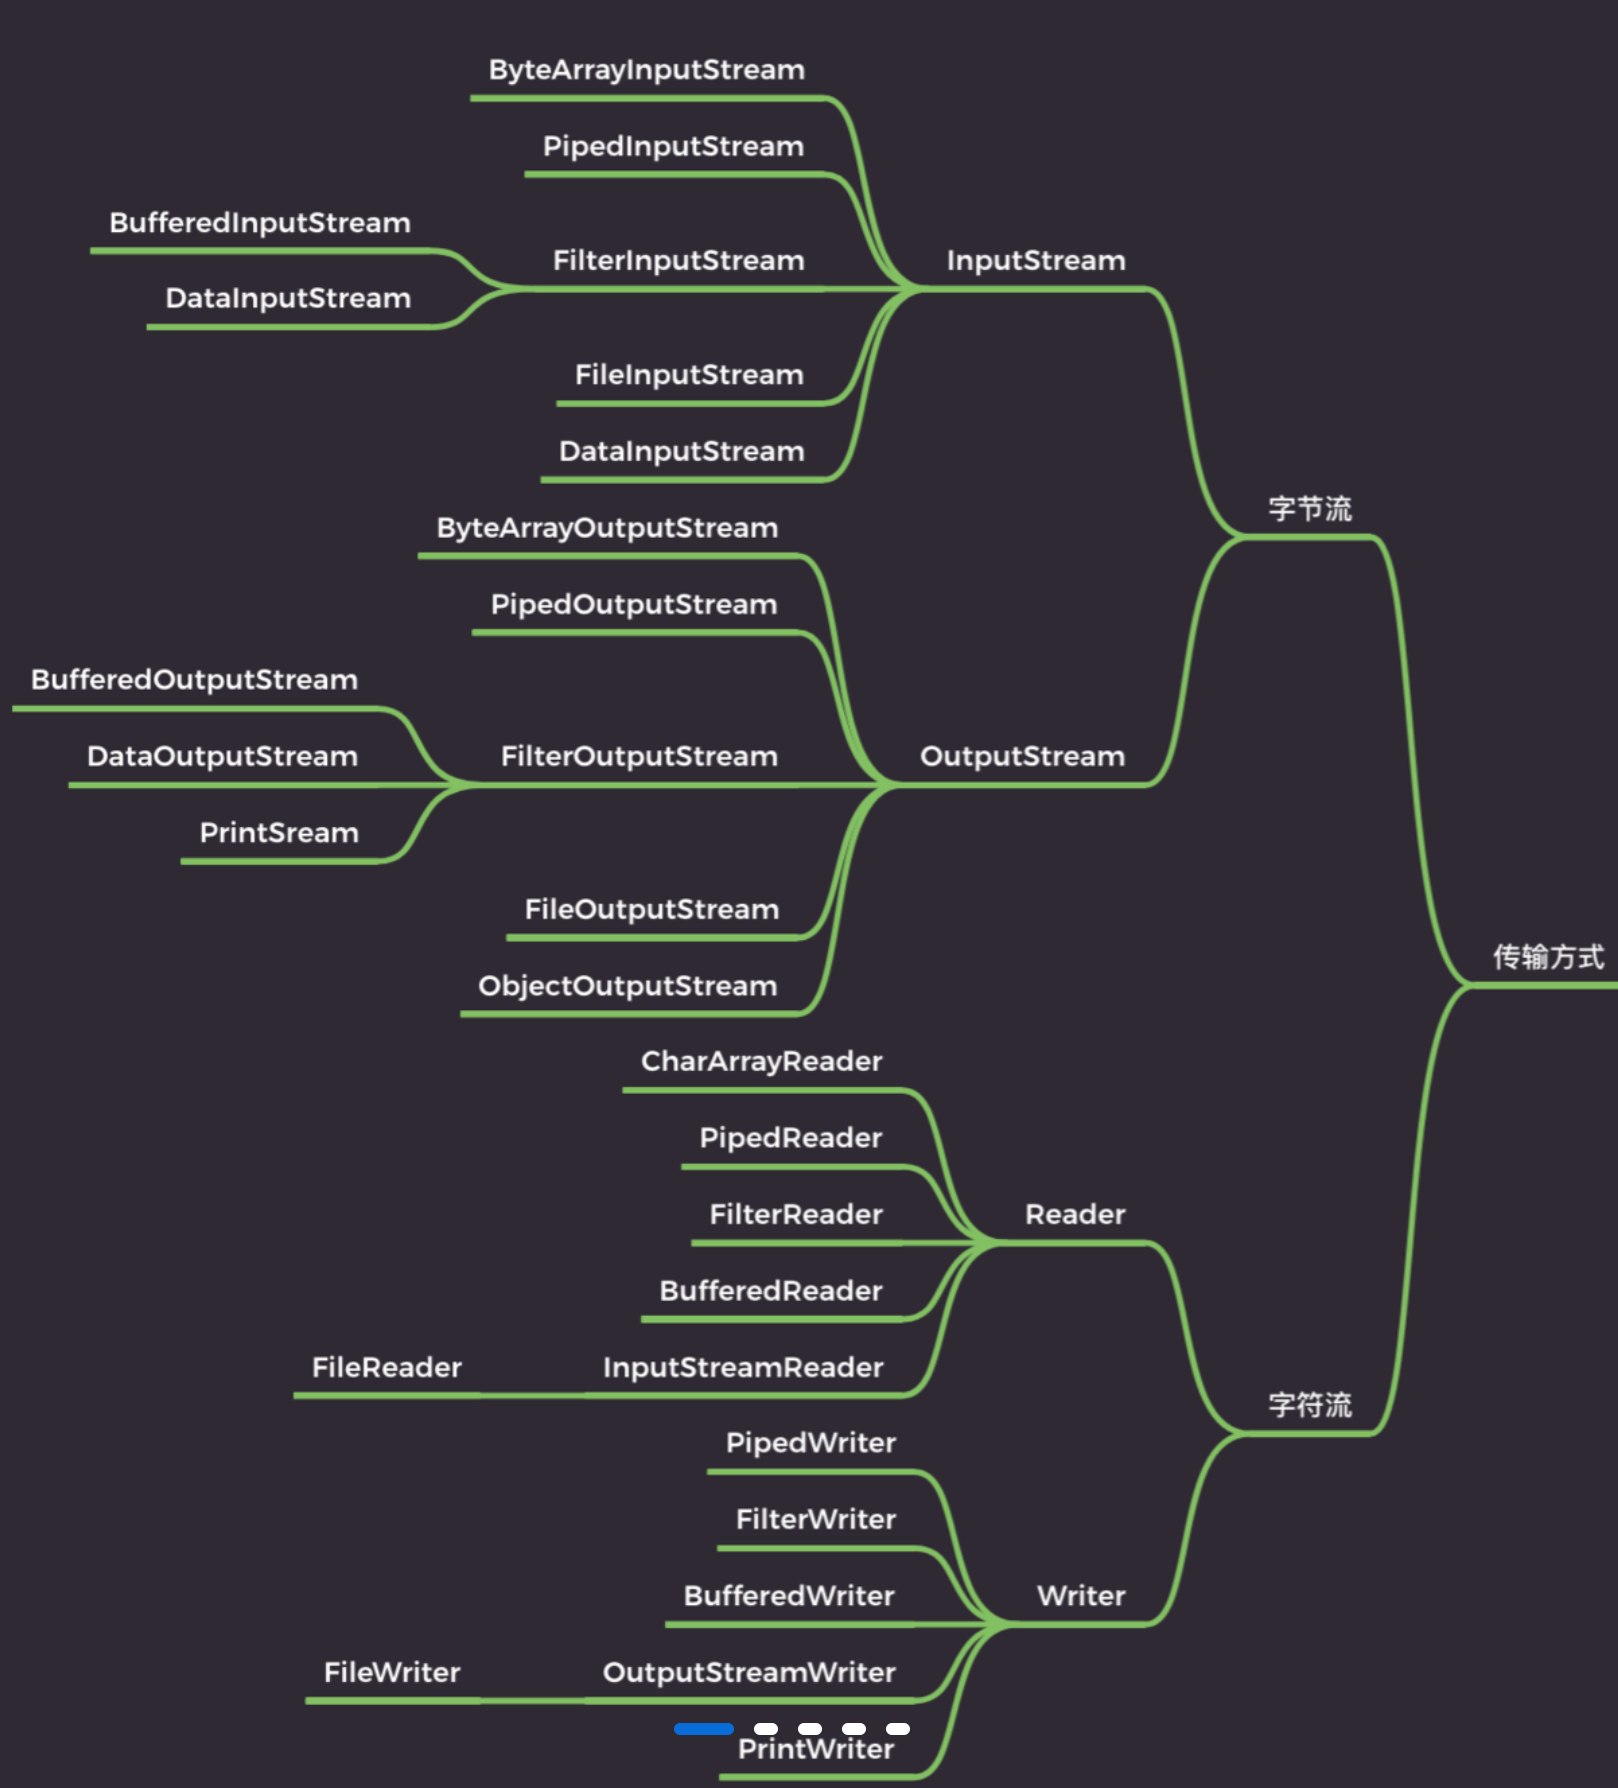 ByteArrayInputStream
PipedInputStream
BufferedInputStream
FilterInputStream
InputStream
DataInputStream
FileInputStream
DataInputStream
字节流
ByteArrayOutputStream
PipedOutputStream
BufferedOutputStream
DataOutputStream
FilterOutputStream
OutputStream
PrintSream
FileOutputStream
传输方式
ObjectOutputStream
CharArrayReader
PipedReader
FilterReader
Reader
BufferedReader
FileReader
InputStreamReader
字符流
PipedWriter
FilterWriter
BufferedWriter
Writer
FileWriter
OutputStreamWriter
PrintWriter